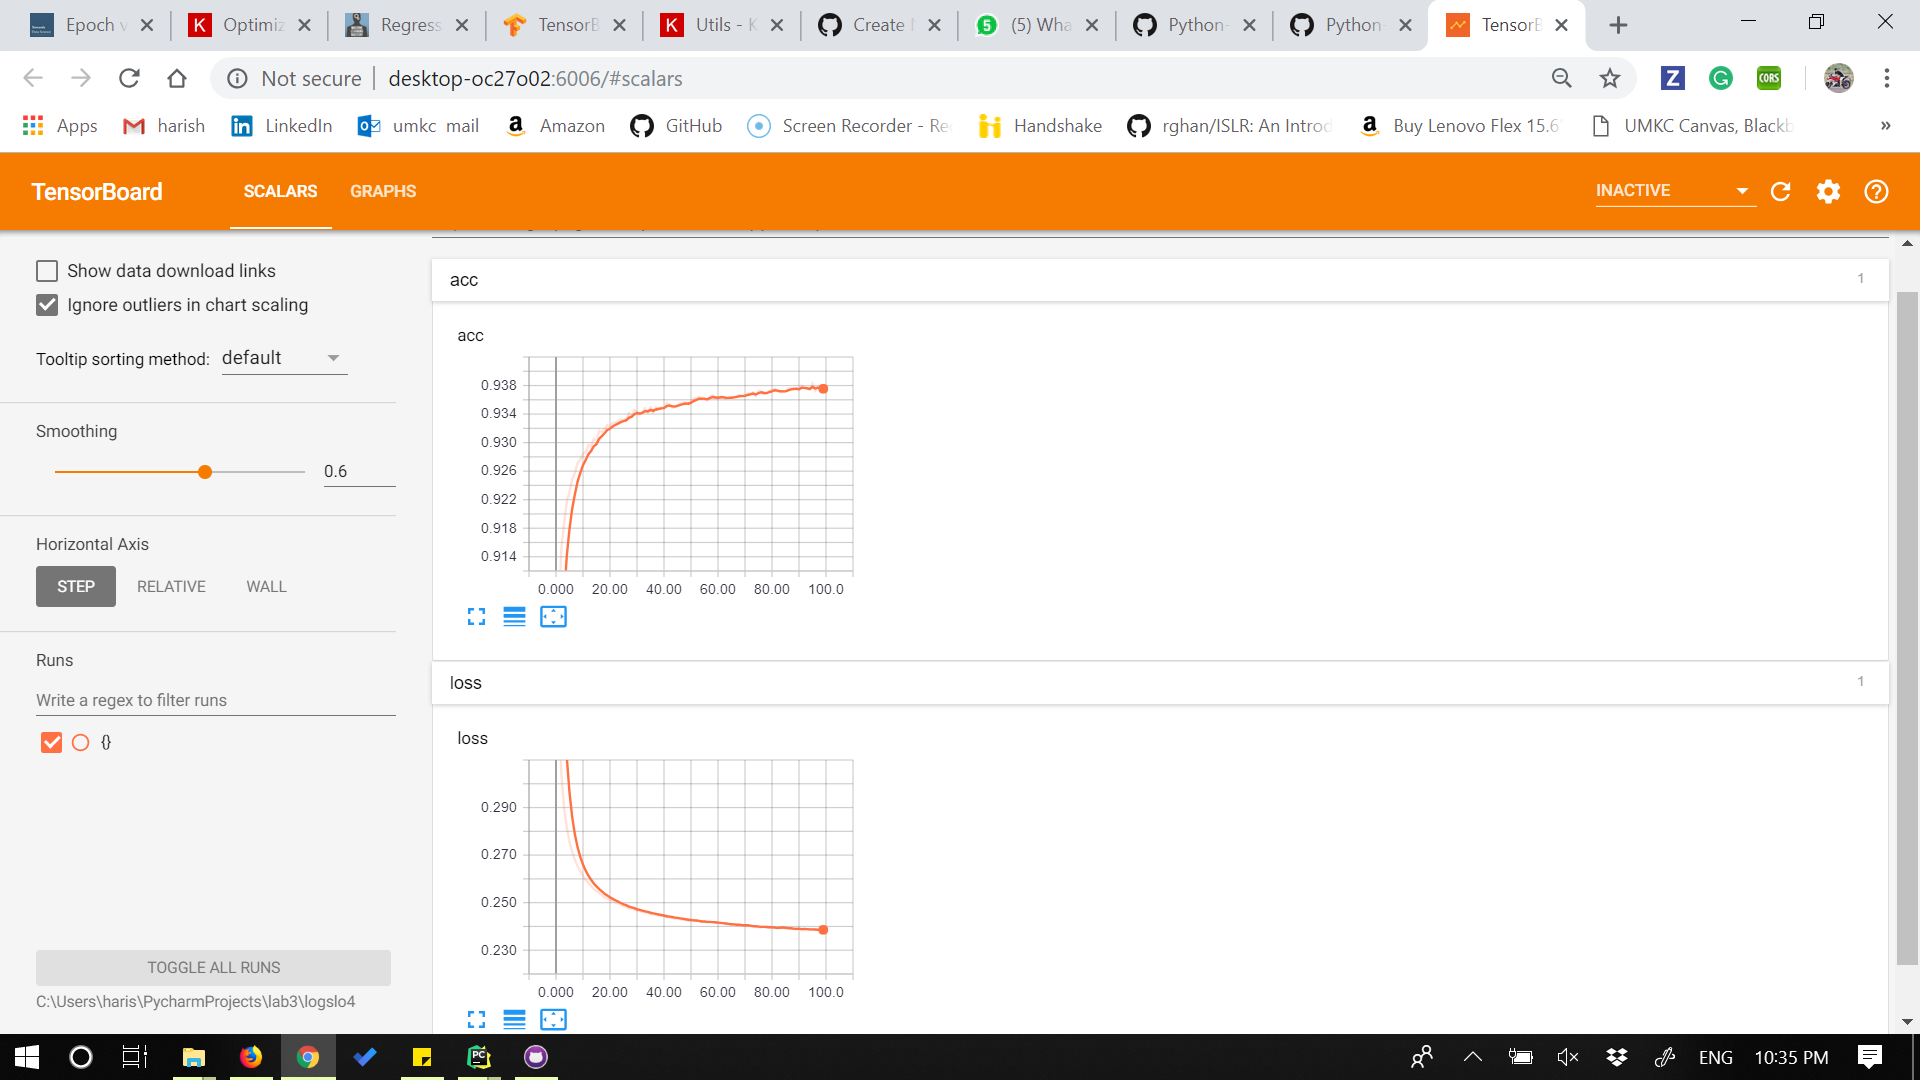 Epoch v
Optimiz
Regress
TensorB
Utils - K
Create
5 (5) Wha
Python-
Python-
TensorB
Not secure desktop-oc27o02:6006/#scalars
Z CORS
Apps harish LinkedIn umkc mail Amazon GitHub Screen Recorder - Re Handshake rghan/ISLR: An Introd Buy Lenovo Flex 15.6 UMKC Canvas, Blackb »
TensorBoard SCALARS GRAPHS INACTIVE
Show data download links
Ignore outliers in chart scaling
Tooltip sorting method: default
Smoothing
0.6
Horizontal Axis
STEP RELATIVE WALL
Runs
Write a regex to filter runs
{}
TOGGLE ALL RUNS
C:\Users\haris\PycharmProjects\lab3\logslo4
acc 1
acc
0.938
0.934
0.930
0.926
0.922
0.918
0.914
0.000 20.00 40.00 60.00 80.00 100.0
loss 1
loss
0.290
0.270
0.250
0.230
0.000 20.00 40.00 60.00 80.00 100.0
PC
ENG 10:35 PM